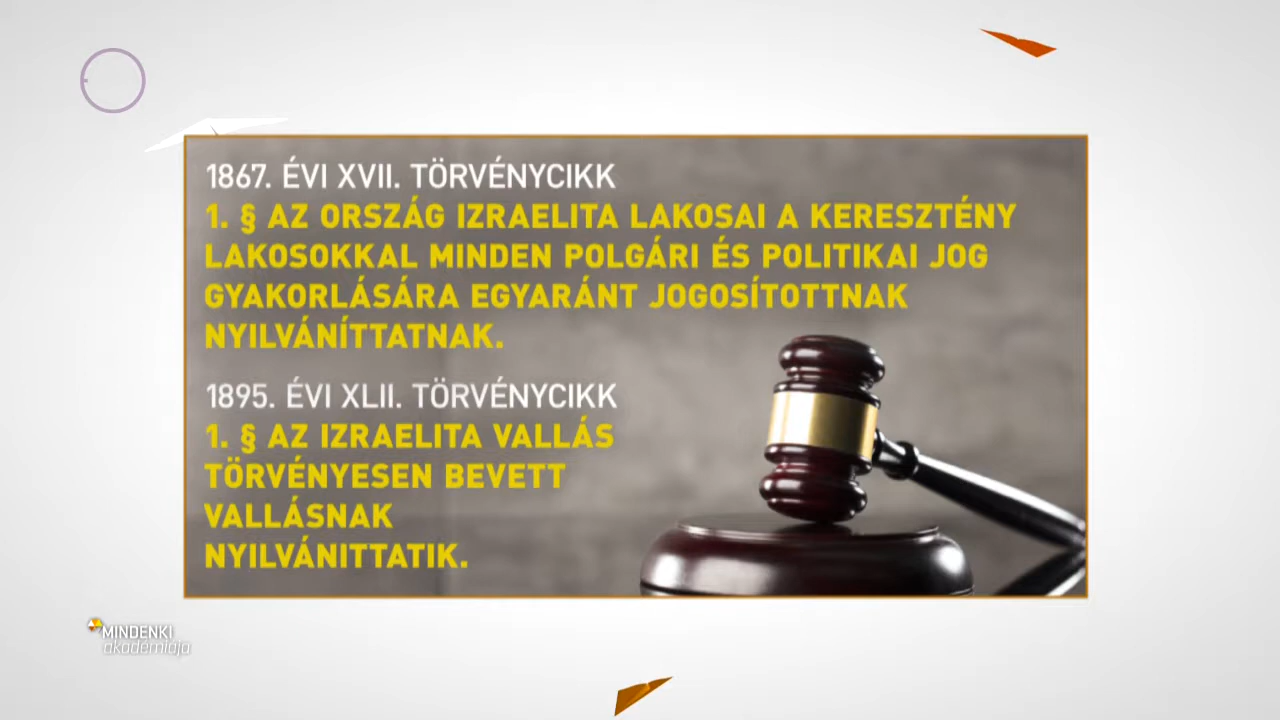 1867. ÉVI XVII. TÖRVÉNYCIKK
1. § AZ ORSZÁG IZRAELITA LAKOSAI A KERESZTÉNY
LAKOSOKKAL MINDEN POLGÁRI ÉS POLITIKAI JOG
GYAKORLÁSÁRA EGYARÁNT JOGOSÍTOTTNAK
NYILVÁNÍTTATNAK.
1895. ÉVI XLII. TÖRVÉNYCIKK
1. § AZ IZRAELITA VALLÁS
TÖRVÉNYESEN BEVETT
VALLÁSNAK
NYILVÁNITTATIK.
MINDENKI
akadémiája